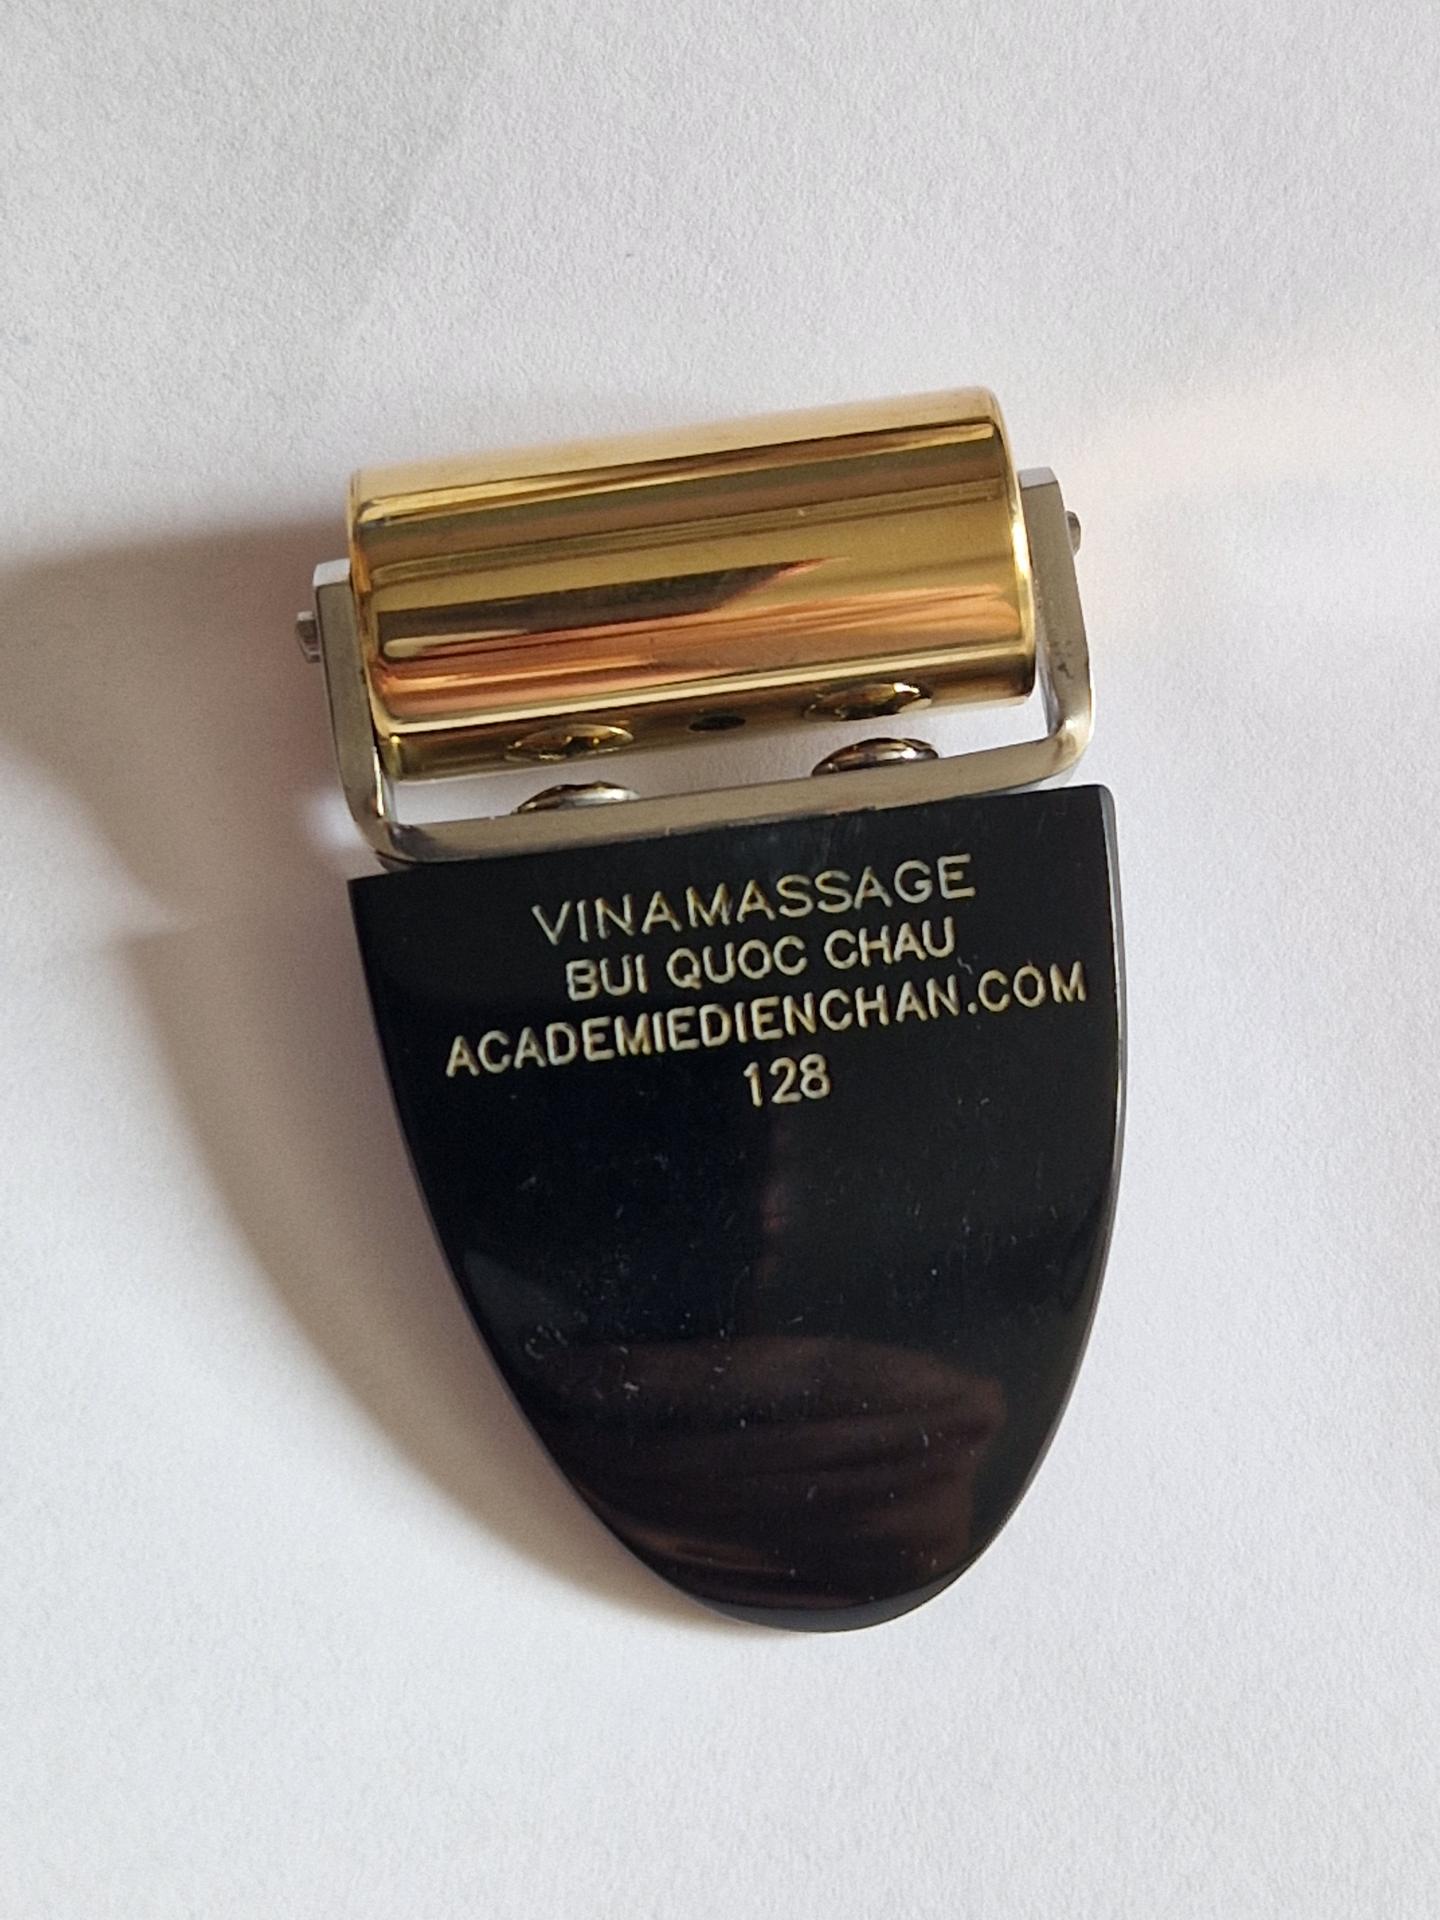 VINAMASSAGE
BUI QUOC CHAU
ACADEMIEDIENCHAN.COM
128